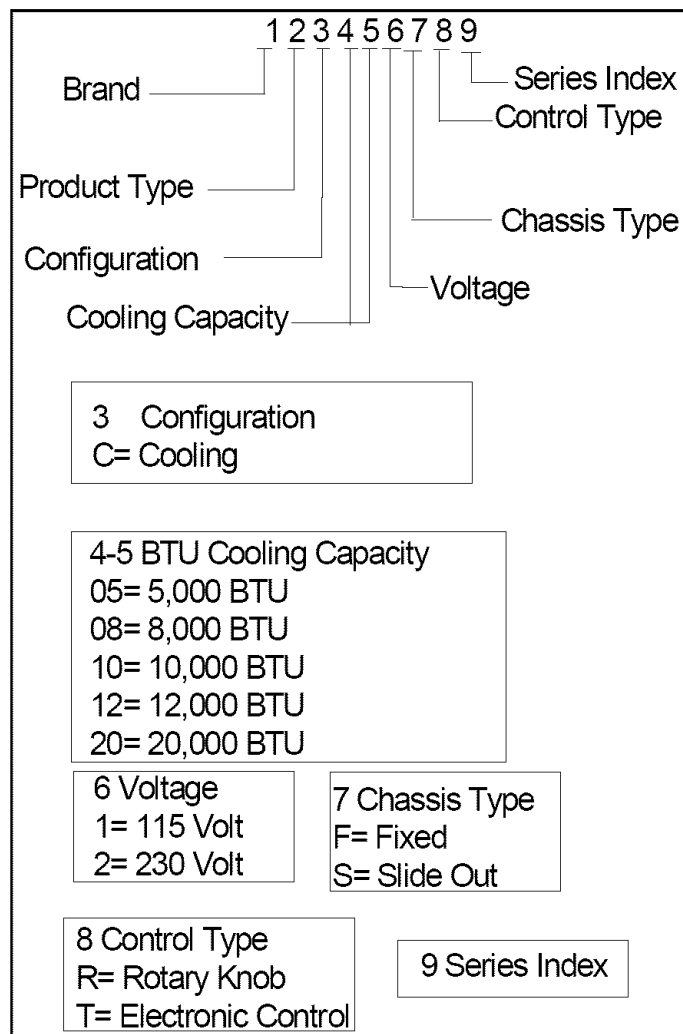 1 2 3 4 5 6 7 8 9
Brand
Series Index
Control Type
Product Type
Chassis Type
Configuration
Voltage
Cooling Capacity
3 Configuration
C= Cooling
4-5 BTU Cooling Capacity
05= 5,000 BTU
08= 8,000 BTU
10= 10,000 BTU
12= 12,000 BTU
20= 20,000 BTU
6 Voltage
1= 115 Volt
2= 230 Volt
7 Chassis Type
F= Fixed
S= Slide Out
8 Control Type
R= Rotary Knob
T= Electronic Control
9 Series Index